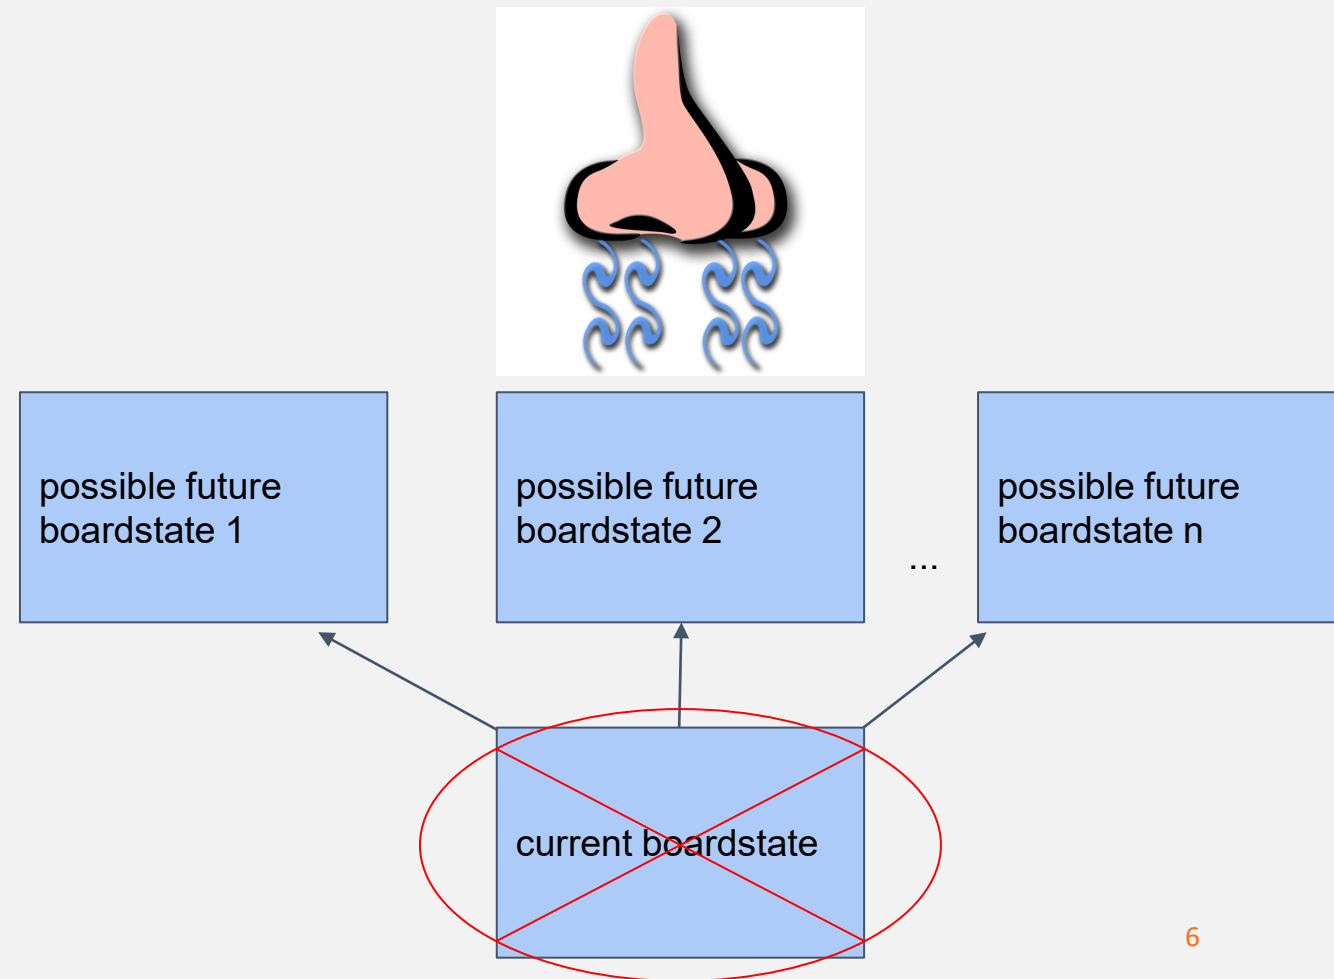 possible future
boardstate 1
possible future
boardstate 2
...
possible future
boardstate n
current boardstate
6